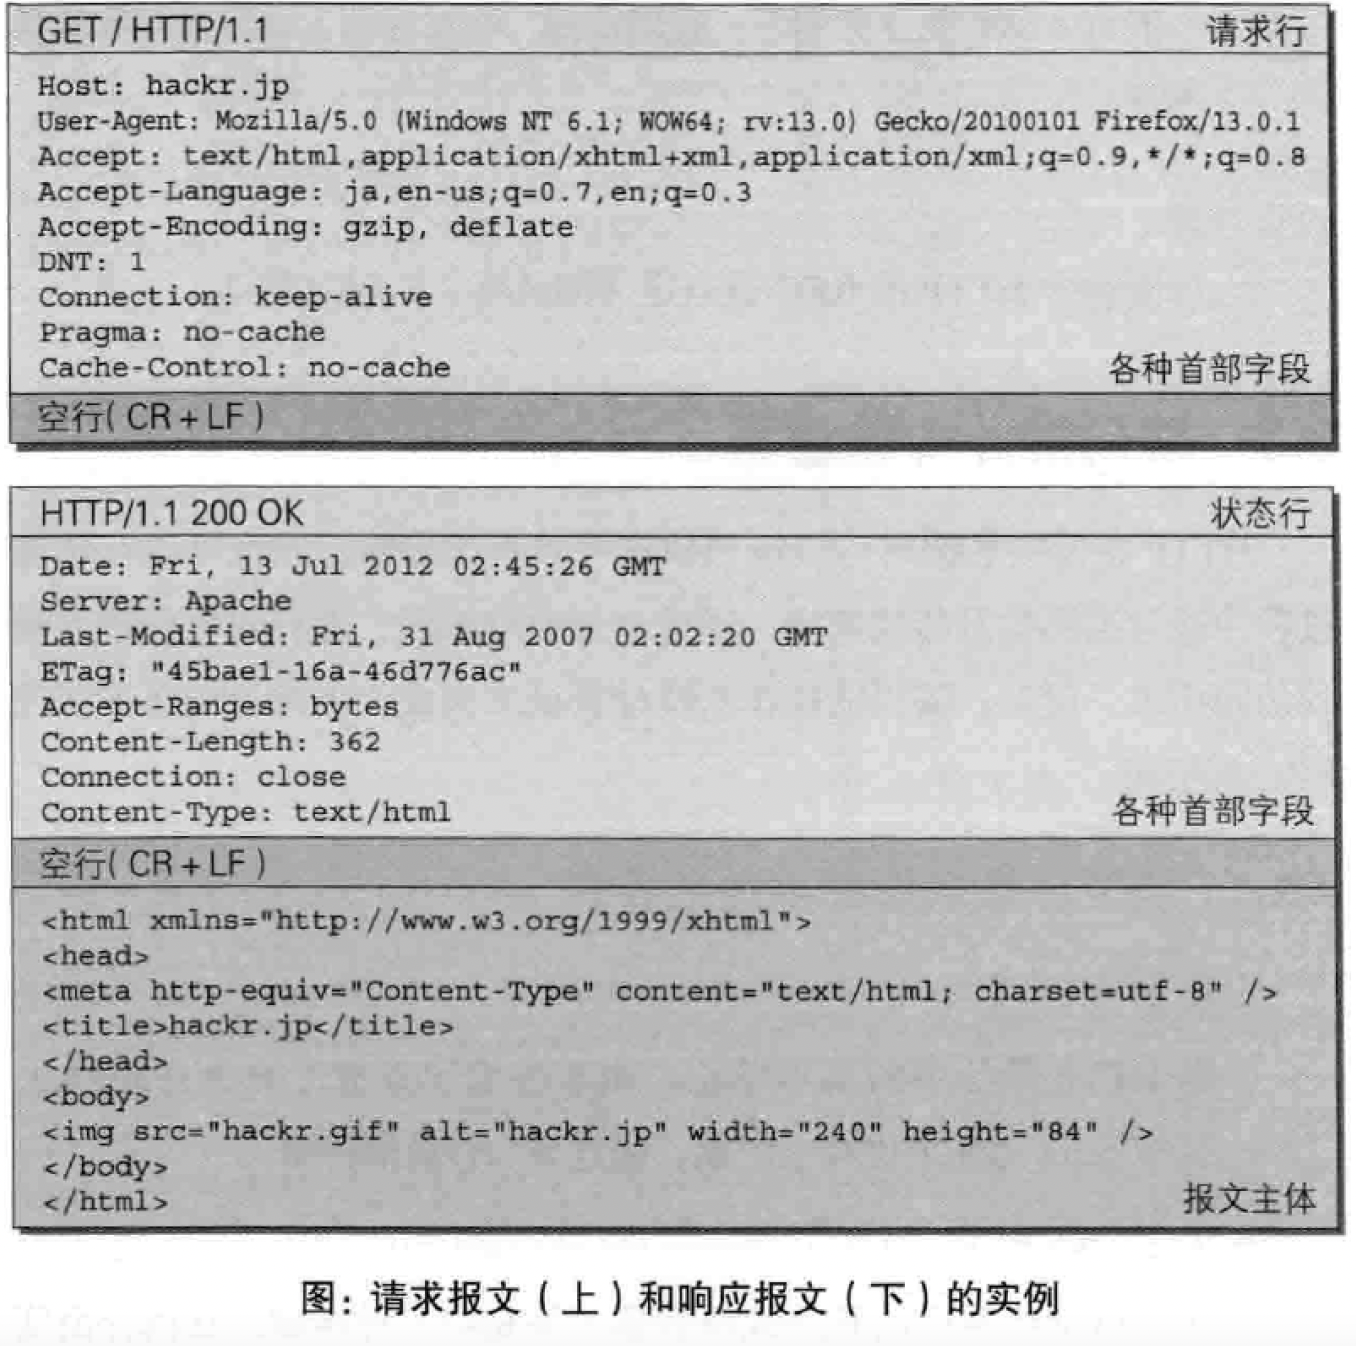 GET / HTTP/1.1 请求行
Host: hackr.jp
User-Agent: Mozilla/5.0 (Windows NT 6.1; WOW64; rv:13.0) Gecko/20100101 Firefox/13.0.1
Accept: text/html,application/xhtml+xml,application/xml;q=0.9,*/*;q=0.8
Accept-Language: ja,en-us;q=0.7,en;q=0.3
Accept-Encoding: gzip, deflate
DNT: 1
Connection: keep-alive
Pragma: no-cache
Cache-Control: no-cache 各种首部字段
空行( CR + LF )
HTTP/1.1 200 OK 状态行
Date: Fri, 13 Jul 2012 02:45:26 GMT
Server: Apache
Last-Modified: Fri, 31 Aug 2007 02:02:20 GMT
ETag: "45bae1-16a-46d776ac"
Accept-Ranges: bytes
Content-Length: 362
Connection: close
Content-Type: text/html 各种首部字段
空行( CR + LF )
<html xmlns="http://www.w3.org/1999/xhtml">
<head>
<meta http-equiv="Content-Type" content="text/html; charset=utf-8" />
<title>hackr.jp</title>
</head>
<body>
<img src="hackr.gif" alt="hackr.jp" width="240" height="84" />
</body>
</html> 报文主体
图：请求报文（上）和响应报文（下）的实例